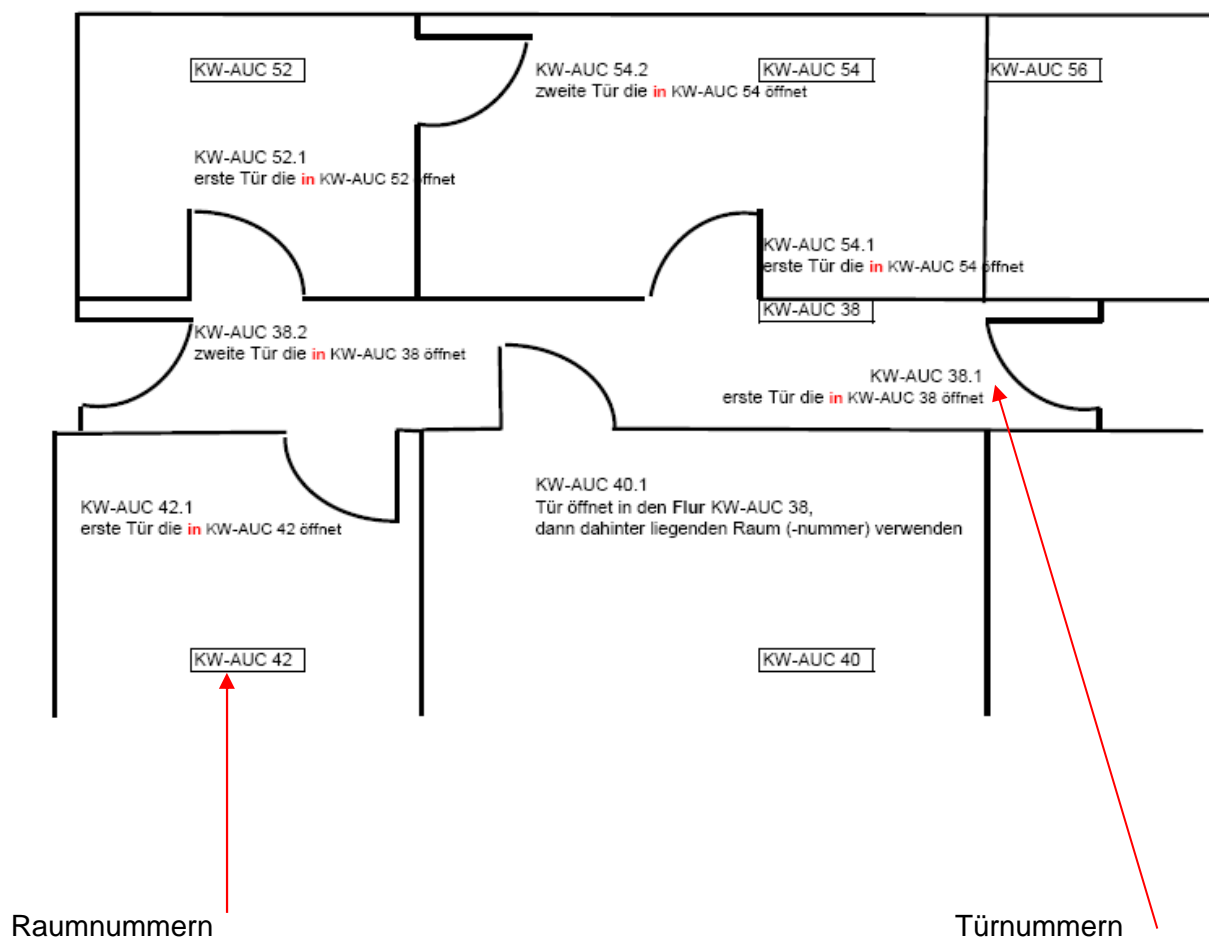 KW-AUC 52
KW-AUC 54.2
zweite Tür die in KW-AUC 54 öffnet
KW-AUC 54
KW-AUC 56
KW-AUC 52.1
erste Tür die in KW-AUC 52 öffnet
KW-AUC 54.1
erste Tür die in KW-AUC 54 öffnet
KW-AUC 38
KW-AUC 38.2
zweite Tür die in KW-AUC 38 öffnet
KW-AUC 38.1
erste Tür die in KW-AUC 38 öffnet
KW-AUC 42.1
erste Tür die in KW-AUC 42 öffnet
KW-AUC 40.1
Tür öffnet in den Flur KW-AUC 38,
dann dahinter liegenden Raum (-nummer) verwenden
KW-AUC 42
KW-AUC 40
Raumnummern
Türnummern